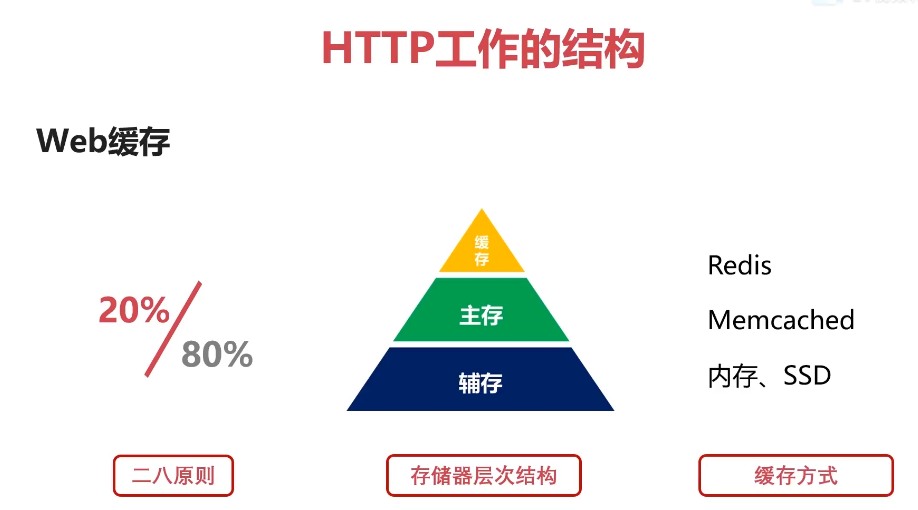 HTTP工作的结构
Web缓存
20%
80%
二八原则
缓
存
主存
辅存
存储器层次结构
Redis
Memcached
内存、SSD
缓存方式